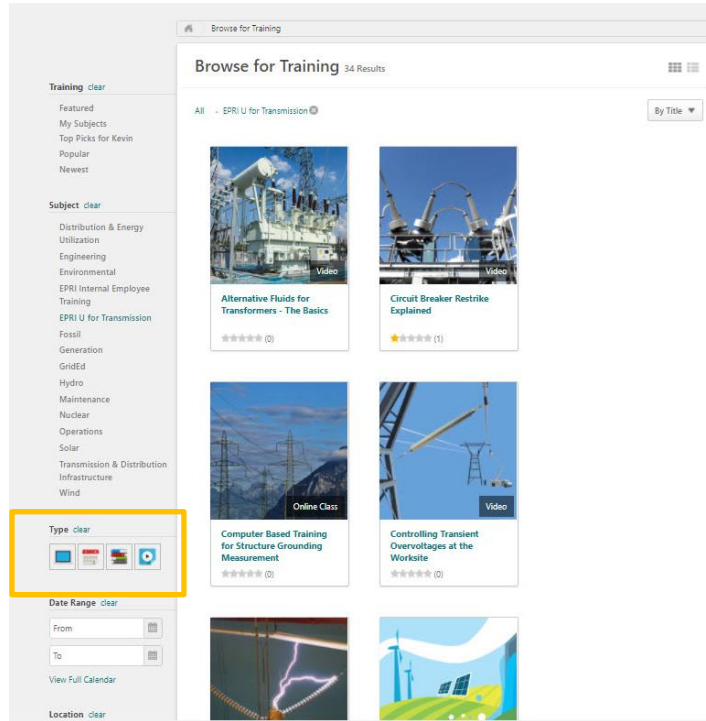 Browse for Training
Browse for Training 34 Results
Training clear
Featured
My Subjects
Top Picks for Kevin
Popular
Newest
Subject clear
Distribution & Energy
Utilization
Engineering
Environmental
EPRI Internal Employee
Training
EPRI U for Transmission
Fossil
Generation
GridEd
Hydro
Maintenance
Nuclear
Operations
Solar
Transmission & Distribution
Infrastructure
Wind
Type clear
Date Range clear
From
To
View Full Calendar
Location clear
All - EPRI U for Transmission
By Title
Video
Alternative Fluids for
Transformers - The Basics
(0)
Video
Circuit Breaker Restrike
Explained
(1)
Online Class
Computer Based Training
for Structure Grounding
Measurement
(0)
Video
Controlling Transient
Overvoltages at the
Worksite
(0)